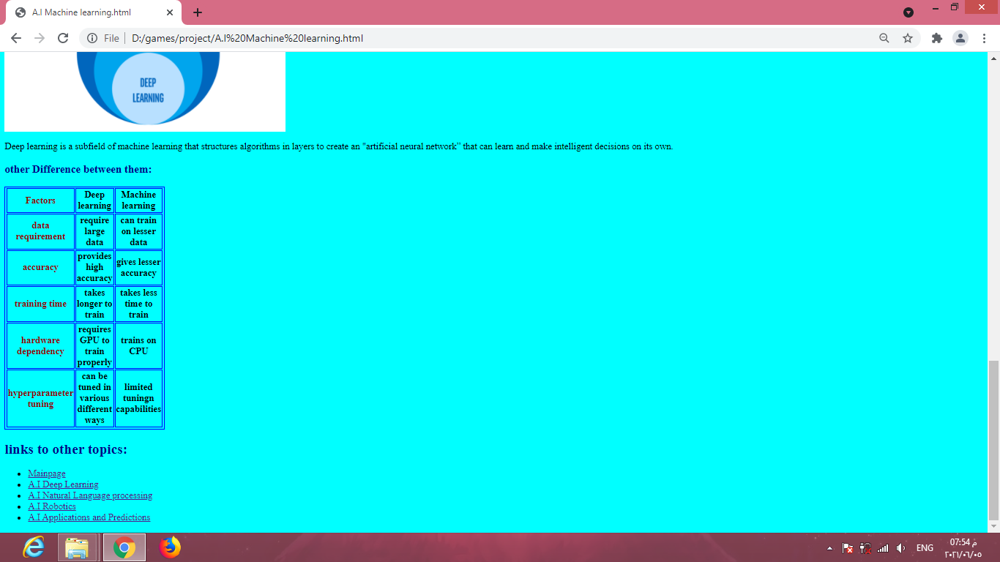 A.I Machine learning.html
File
D:/games/project/A.I%20Machine%20learning.html
DEEP
LEARNING
Deep learning is a subfield of machine learning that structures algorithms in layers to create an "artificial neural network” that can learn and make intelligent decisions on its own.
other Difference between them:
Factors
Deep
learning
Machine
learning
data
requirement
require
large
data
can train
on lesser
data
accuracy
provides
high
accuracy
gives lesser
accuracy
training time
takes
longer to
train
takes less
time to
train
hardware
dependency
requires
GPU to
train
properly
trains on
CPU
hyperparameter
tuning
can be
tuned in
various
different
ways
limited
tuningn
capabilities
links to other topics:
Mainpage
A.I Deep Learning
A.I Natural Language processing
A.I Robotics
A.I Applications and Predictions
ENG
07:54 م
٢٠٢١/٠٦/٠٥